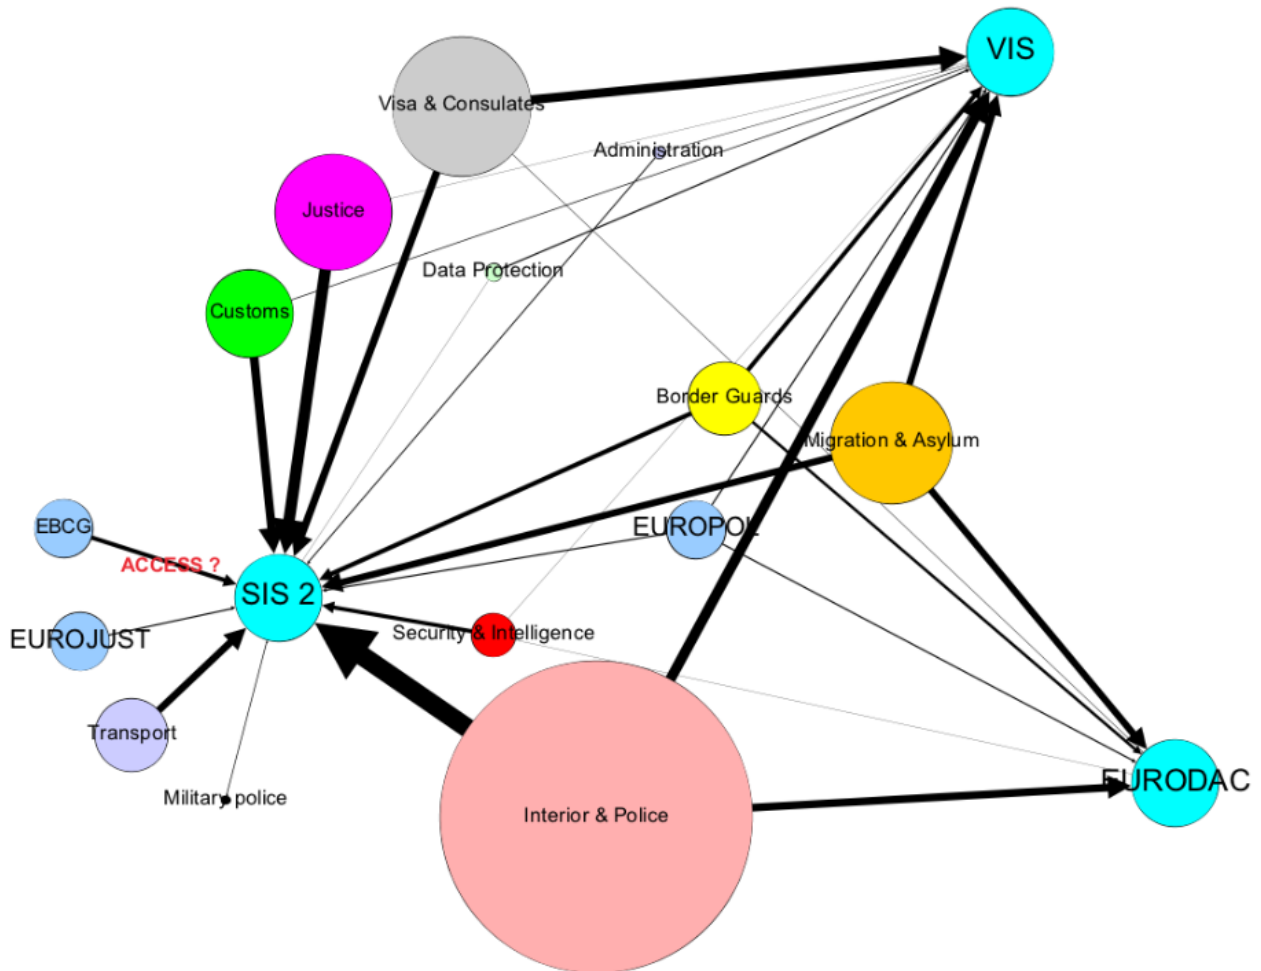 VIS
Visa & Consulates
Administration
Justice
Data Protection
Customs
Border Guards
Migration & Asylum
EBCG
EUROPOL
ACCESS ?
SIS 2
Security & Intelligence
EUROJUST
Transport
EURODAC
Military police
Interior & Police